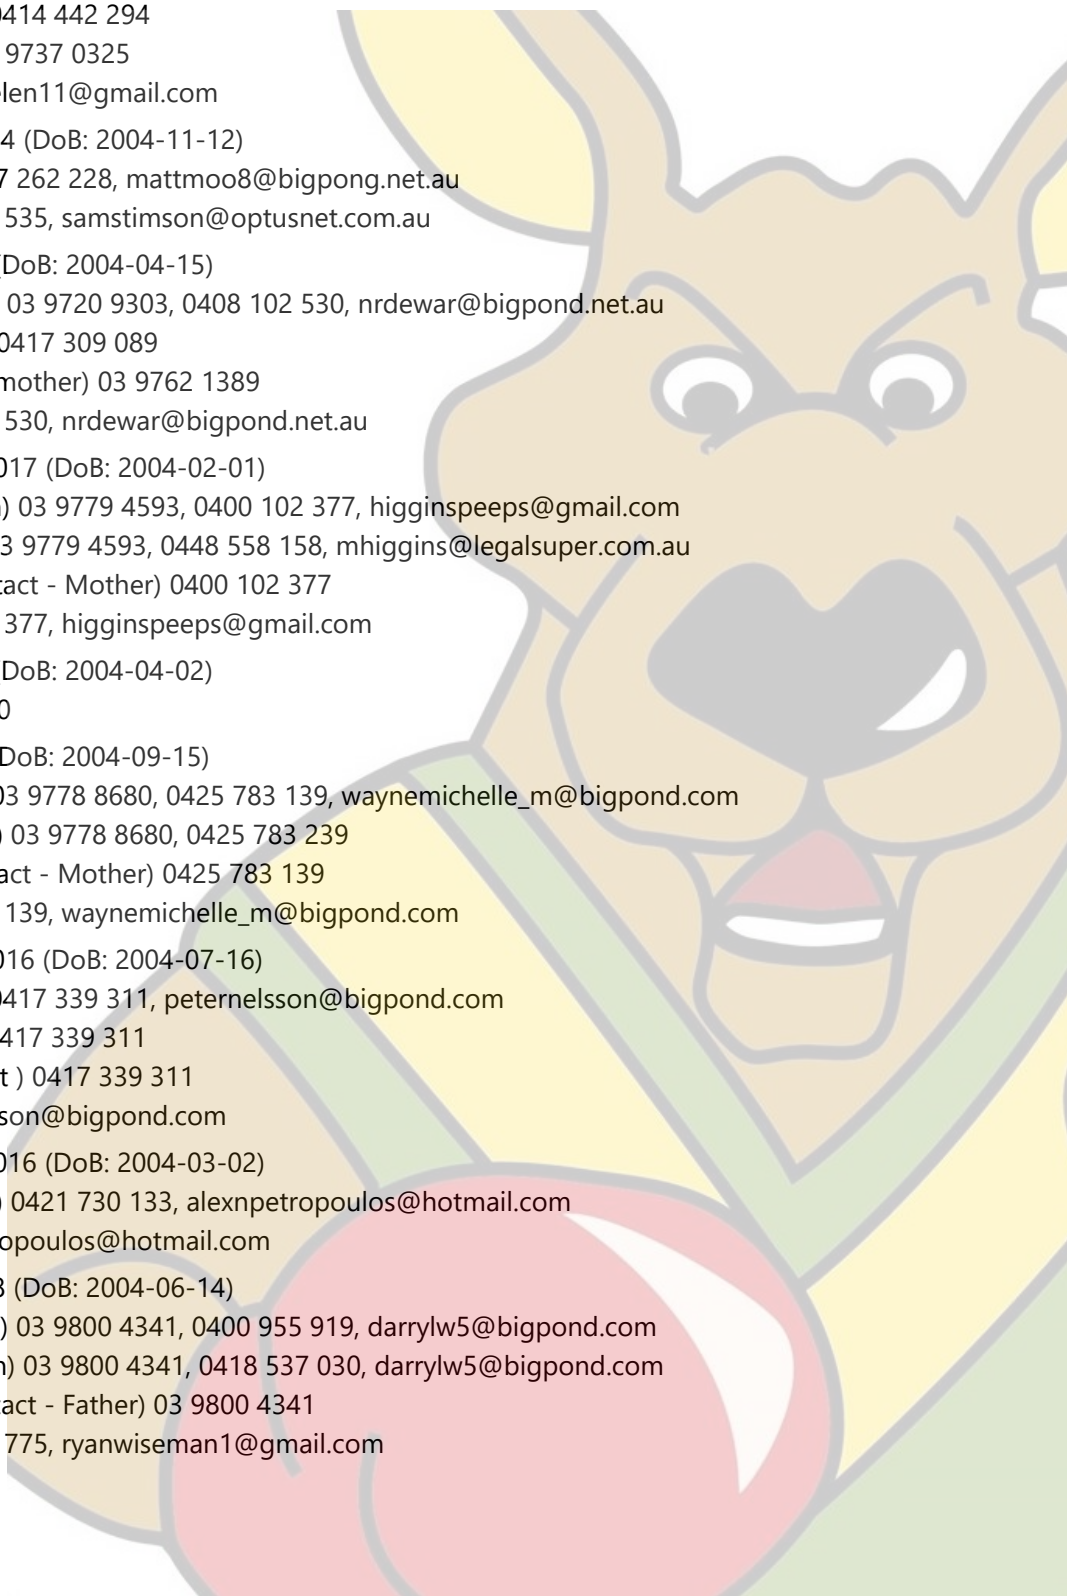 0414 442 294
9737 0325
elen11@gmail.com
4 (DoB: 2004-11-12)
7 262 228, mattmoo8@bigpong.net.au
535, samstimson@optusnet.com.au
(DoB: 2004-04-15)
03 9720 9303, 0408 102 530, nrdewar@bigpond.net.au
0417 309 089
mother) 03 9762 1389
530, nrdewar@bigpond.net.au
017 (DoB: 2004-02-01)
) 03 9779 4593, 0400 102 377, higginspeeps@gmail.com
3 9779 4593, 0448 558 158, mhiggins@legalsuper.com.au
tact - Mother) 0400 102 377
377, higginspeeps@gmail.com
(DoB: 2004-04-02)
0
DoB: 2004-09-15)
03 9778 8680, 0425 783 139, waynemichelle_m@bigpond.com
) 03 9778 8680, 0425 783 239
act - Mother) 0425 783 139
139, waynemichelle_m@bigpond.com
016 (DoB: 2004-07-16)
0417 339 311, peternelsson@bigpond.com
417 339 311
t ) 0417 339 311
son@bigpond.com
016 (DoB: 2004-03-02)
) 0421 730 133, alexnpetropoulos@hotmail.com
opoulos@hotmail.com
3 (DoB: 2004-06-14)
) 03 9800 4341, 0400 955 919, darrylw5@bigpond.com
n) 03 9800 4341, 0418 537 030, darrylw5@bigpond.com
tact - Father) 03 9800 4341
775, ryanwiseman1@gmail.com